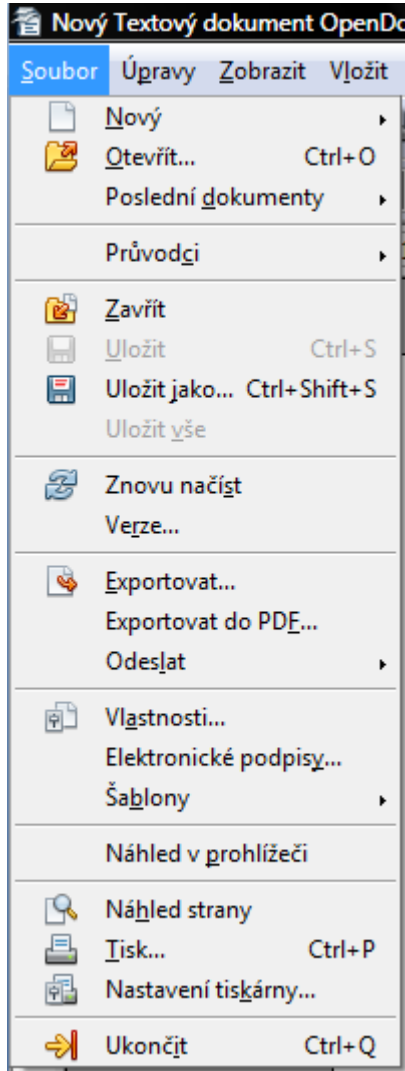 Nový Textový dokument OpenDo
Soubor Úpravy Zobrazit Vložit
Nový
Otevřít... Ctrl+O
Poslední dokumenty
Průvodci
Zavřít
Uložit Ctrl+S
Uložit jako... Ctrl+Shift+S
Uložit vše
Znovu načíst
Verze...
Exportovat...
Exportovat do PDF...
Odeslat
Vlastnosti...
Elektronické podpisy...
Šablony
Náhled v prohlížeči
Náhled strany
Tisk... Ctrl+P
Nastavení tiskárny...
Ukončit Ctrl+Q